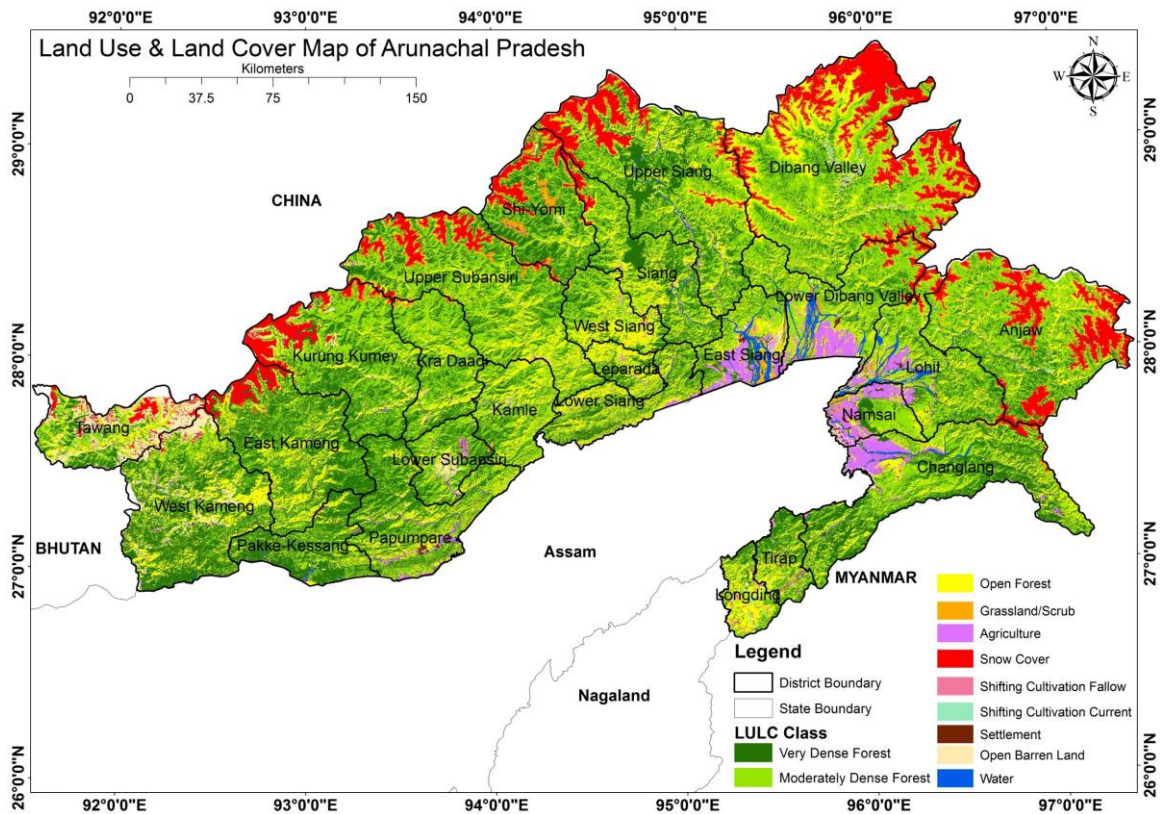 92°0'0"E 93°0'0"E 94°0'0"E 95°0'0"E 96°0'0"E 97°0'0"E
Land Use & Land Cover Map of Arunachal Pradesh
Kilometers
0 37.5 75 150
N
W E
S
29°0'0"N 29°0'0"N
28°0'0"N 28°0'0"N
27°0'0"N 27°0'0"N
26°0'0"N 26°0'0"N
CHINA
Upper Siang
Dibang Valley
Shi-Yomi
Upper Subansiri
Siang
Lower Dibang Valley
West Siang
Anjaw
Kurung Kumey
Kra Daadi
East Siang
Leparada
Lohit
Kamle
Lower Siang
Namsai
Tawang
East Kameng
Lower Subansiri
Changlang
West Kameng
Pakke-Kessang
Papumpare
BHUTAN
Assam
Tirap
MYANMAR
Longding
Nagaland
Legend
District Boundary
State Boundary
LULC Class
Very Dense Forest
Moderately Dense Forest
Open Forest
Grassland/Scrub
Agriculture
Snow Cover
Shifting Cultivation Fallow
Shifting Cultivation Current
Settlement
Open Barren Land
Water
92°0'0"E 93°0'0"E 94°0'0"E 95°0'0"E 96°0'0"E 97°0'0"E